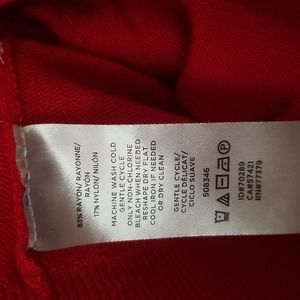 83% RAYON/RAYONNE/
RAYÓN
17% NYLON/NILÓN
MACHINE WASH COLD
GENTLE CYCLE
ONLY NON-CHLORINE
BLEACH WHEN NEEDED
RESHAPE DRY FLAT
COOL IRON IF NEEDED
OR DRY CLEAN
GENTLE CYCLE/
CYCLE DÉLICAT/
CICLO SUAVE
508346
ID#70289
CA#57421
RN#77379